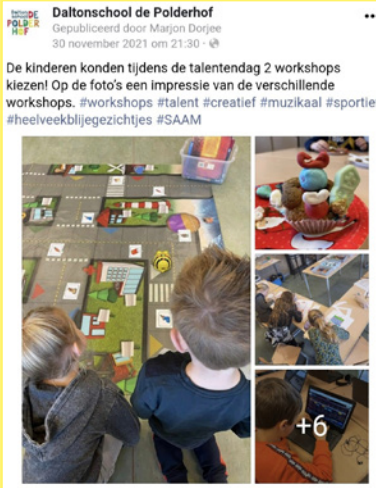 Daltonschool de Polderhof
Gepubliceerd door Marjon Dorjee
30 november 2021 om 21:30 ·
De kinderen konden tijdens de talentendag 2 workshops
kiezen! Op de foto's een impressie van de verschillende
workshops. #workshops #talent #creatief #muzikaal #sportie
#heelveekblijegezichtjes #SAAM
+6